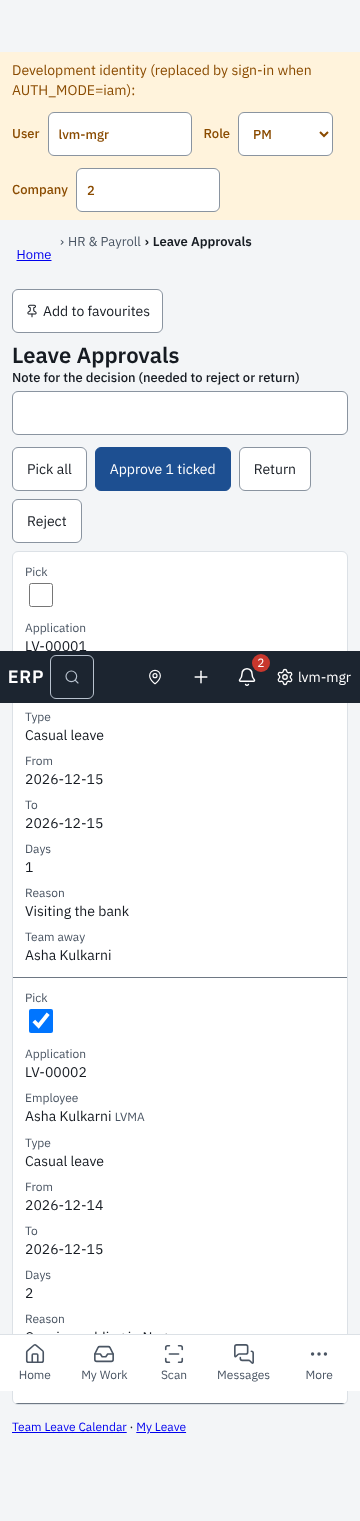 Development identity (replaced by sign-in when
AUTH_MODE=iam):
User lvm-mgr Role PM
Company 2
Home › HR & Payroll › Leave Approvals
Add to favourites
Leave Approvals
Note for the decision (needed to reject or return)
Pick all Approve 1 ticked Return
Reject
Pick
Application
LV-00001
ERP 2 lvm-mgr
Type
Casual leave
From
2026-12-15
To
2026-12-15
Days
1
Reason
Visiting the bank
Team away
Asha Kulkarni
Pick
Application
LV-00002
Employee
Asha Kulkarni LVMA
Type
Casual leave
From
2026-12-14
To
2026-12-15
Days
2
Reason
Home My Work Scan Messages More
Team Leave Calendar · My Leave